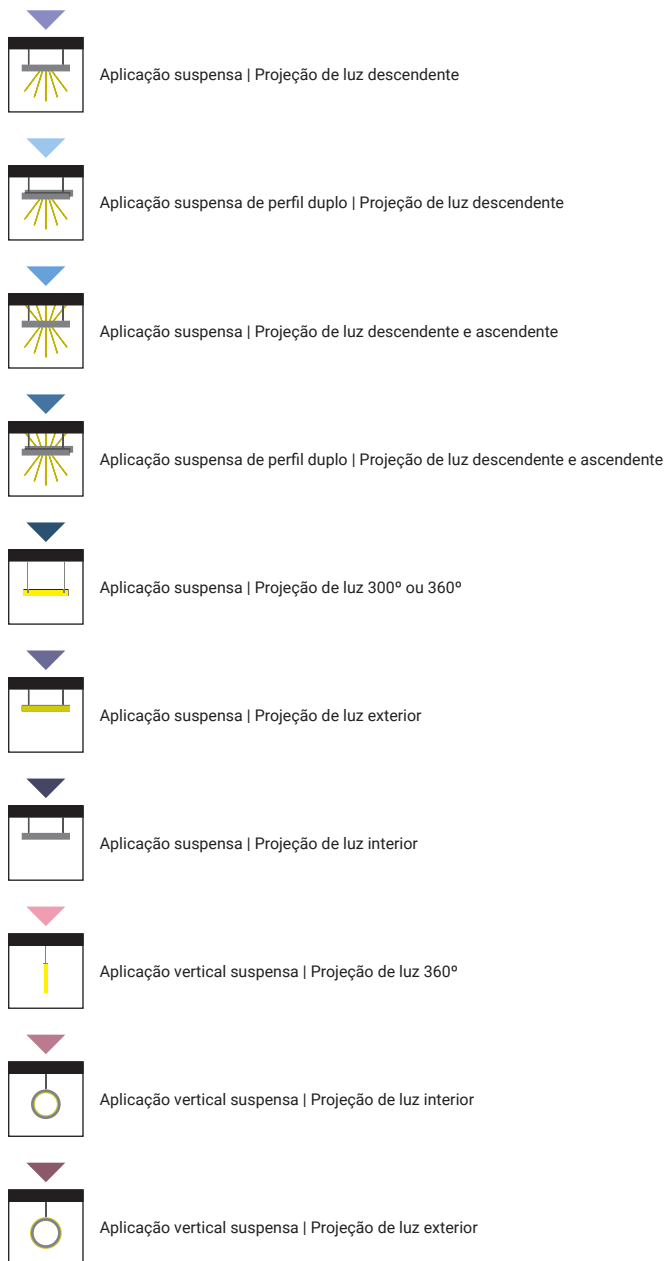 Aplicação suspensa | Projeção de luz descendente
Aplicação suspensa de perfil duplo | Projeção de luz descendente
Aplicação suspensa | Projeção de luz descendente e ascendente
Aplicação suspensa de perfil duplo | Projeção de luz descendente e ascendente
Aplicação suspensa | Projeção de luz 300º ou 360º
Aplicação suspensa | Projeção de luz exterior
Aplicação suspensa | Projeção de luz interior
Aplicação vertical suspensa | Projeção de luz 360º
Aplicação vertical suspensa | Projeção de luz interior
Aplicação vertical suspensa | Projeção de luz exterior